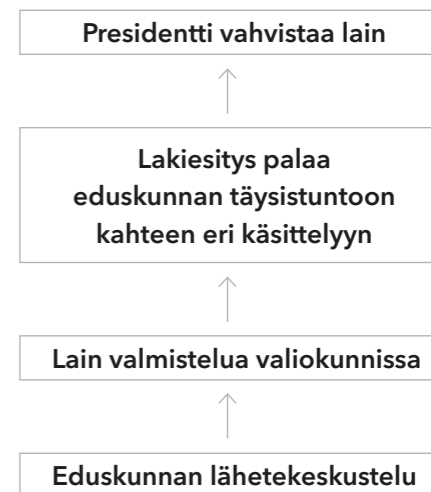 Presidentti vahvistaa lain
Lakiesitys palaa
eduskunnan täysistuntoon
kahteen eri käsittelyyn
Lain valmistelua valiokunnissa
Eduskunnan lähetekeskustelu